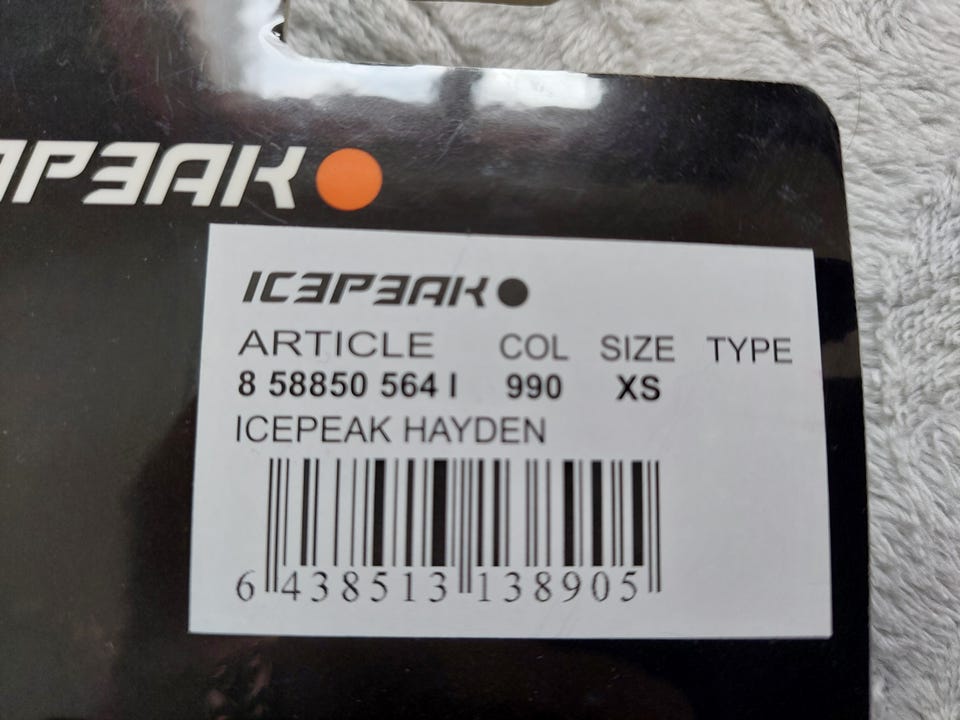 ICEPEAK
ARTICLE COL SIZE TYPE
8 58850 564 I 990 XS
ICEPEAK HAYDEN
6 438513 138905